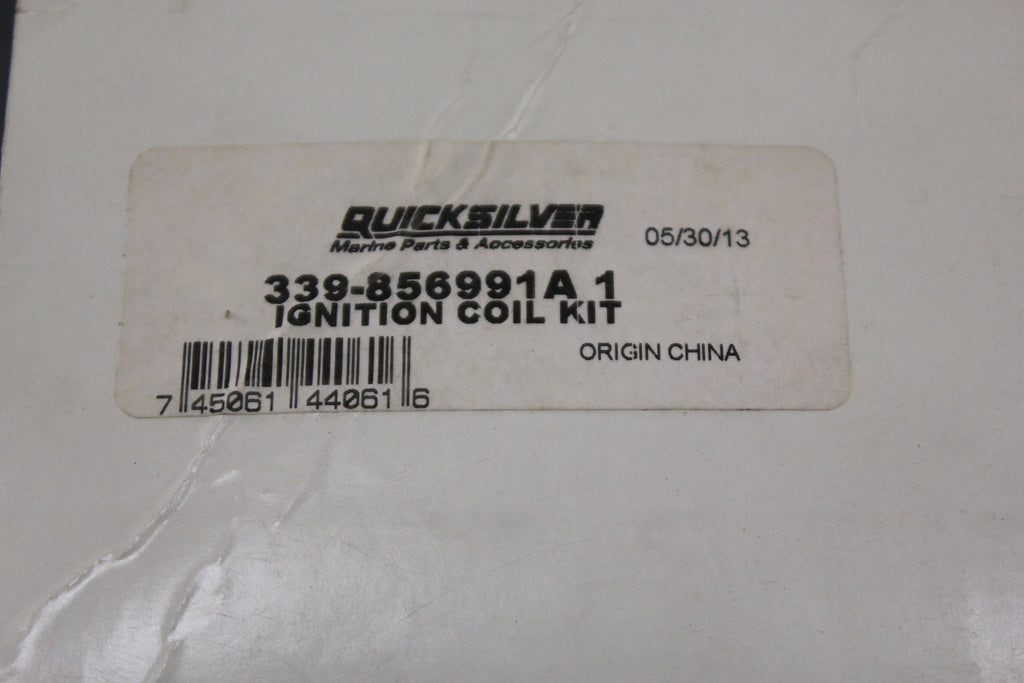 QUICKSILVER
Marine Parts & Accessories
05/30/13
339-856991A 1
IGNITION COIL KIT
ORIGIN CHINA
7 45061 44061 6